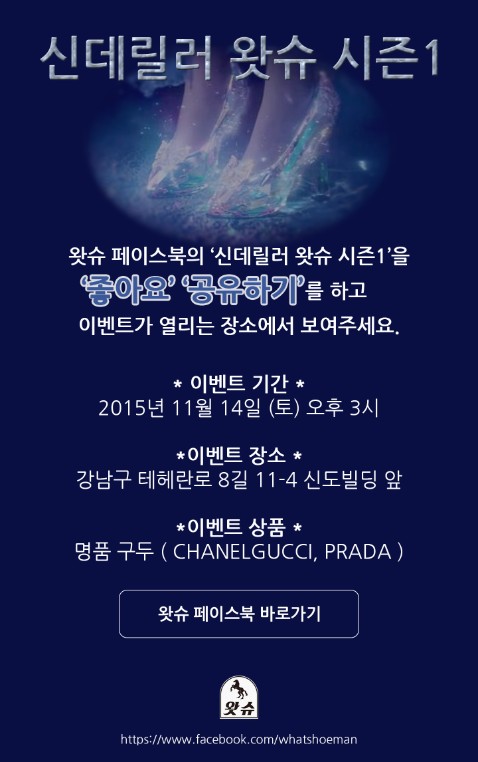 신데릴러 왓슈 시즌1
왓슈 페이스북의 ‘신데릴러 왓슈 시즌1’을
‘좋아요’ ‘공유하기’를 하고
이벤트가 열리는 장소에서 보여주세요.
* 이벤트 기간 *
2015년 11월 14일 (토) 오후 3시
*이벤트 장소 *
강남구 테헤란로 8길 11-4 신도빌딩 앞
*이벤트 상품 *
명품 구두 ( CHANELGUCCI, PRADA )
왓슈 페이스북 바로가기
왓슈
https://www.facebook.com/whatshoeman